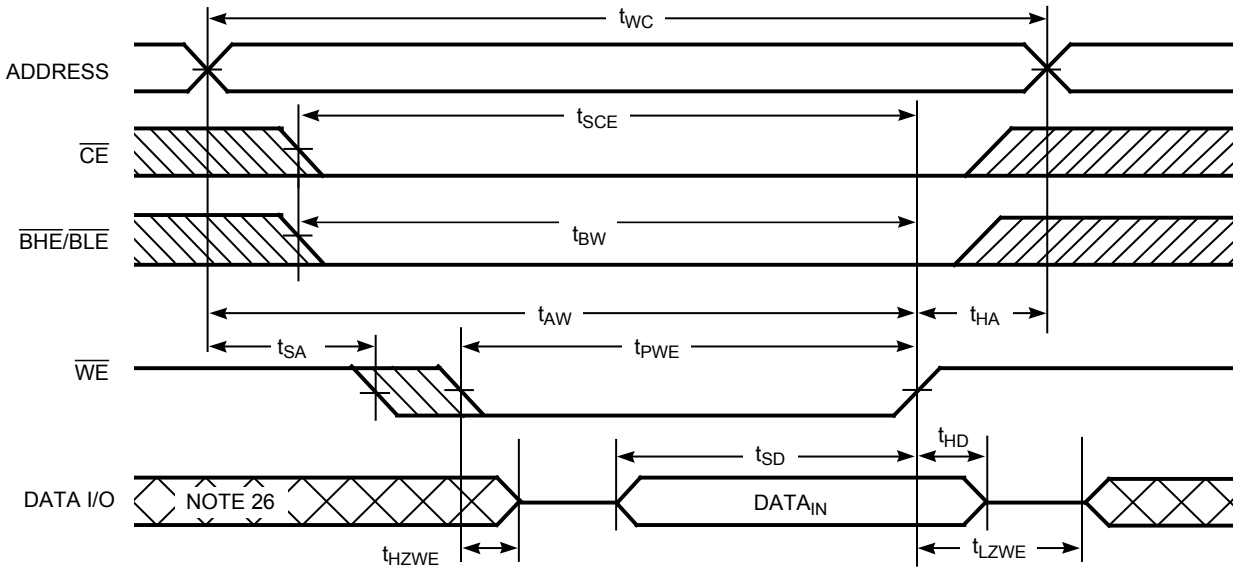 tWC
ADDRESS
tSCE
CE
tBW
BHE/BLE
tAW
tHA
tSA
tPWE
WE
tHD
tSD
DATA I/O
NOTE 26
DATAIN
tHZWE
tLZWE